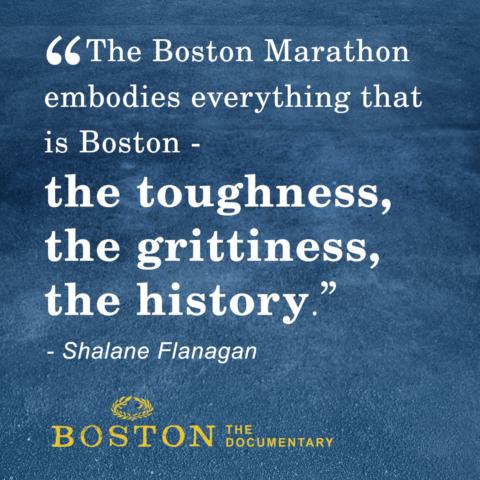 “The Boston Marathon
embodies everything that
is Boston -
the toughness,
the grittiness,
the history.”
- Shalane Flanagan
BOSTON THE
DOCUMENTARY